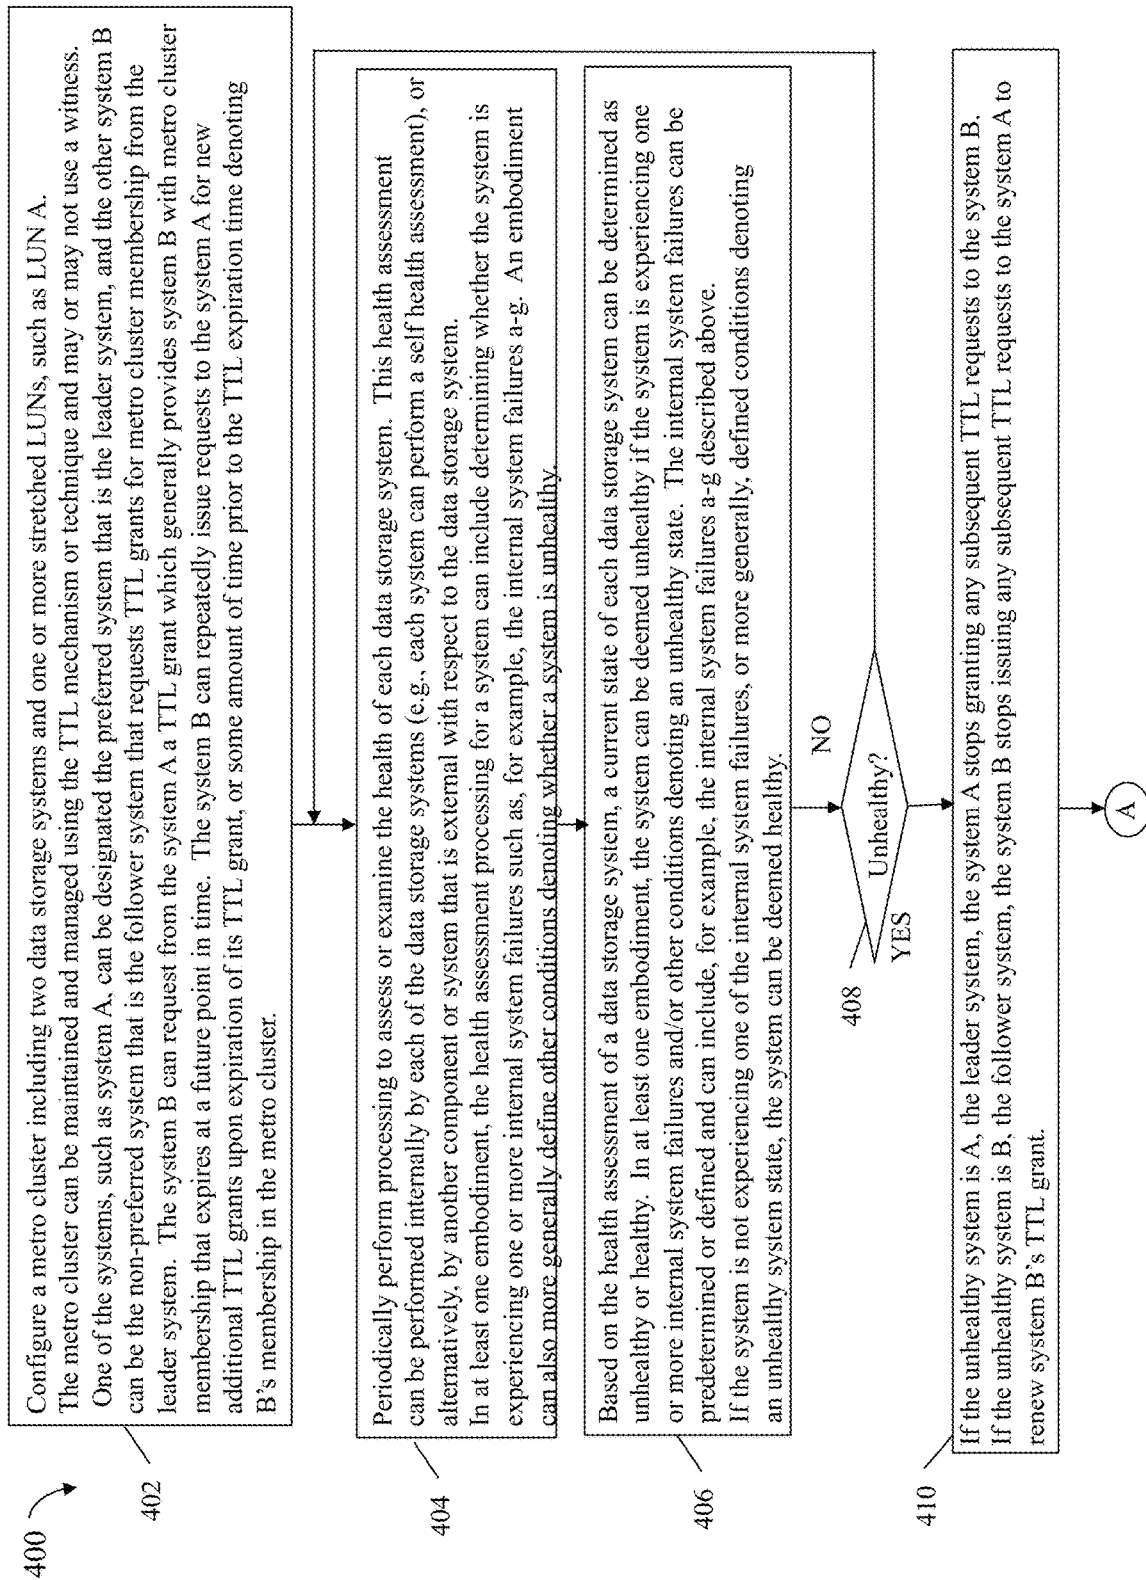 400
402
Configure a metro cluster including two data storage systems and one or more stretched LUNs, such as LUN A.
The metro cluster can be maintained and managed using the TTL mechanism or technique and may or may not use a witness.
One of the systems, such as system A, can be designated the preferred system that is the leader system, and the other system B
can be the non-preferred system that is the follower system that requests TTL grants for metro cluster membership from the
leader system. The system B can request from the system A a TTL grant which generally provides system B with metro cluster
membership that expires at a future point in time. The system B can repeatedly issue requests to the system A for new
additional TTL grants upon expiration of its TTL grant, or some amount of time prior to the TTL expiration time denoting
B's membership in the metro cluster.
404
Periodically perform processing to assess or examine the health of each data storage system. This health assessment
can be performed internally by each of the data storage systems (e.g., each system can perform a self health assessment), or
alternatively, by another component or system that is external with respect to the data storage system.
In at least one embodiment, the health assessment processing for a system can include determining whether the system is
experiencing one or more internal system failures such as, for example, the internal system failures a-g. An embodiment
can also more generally define other conditions denoting whether a system is unhealthy.
406
Based on the health assessment of a data storage system, a current state of each data storage system can be determined as
unhealthy or healthy. In at least one embodiment, the system can be deemed unhealthy if the system is experiencing one
or more internal system failures and/or other conditions denoting an unhealthy state. The internal system failures can be
predetermined or defined and can include, for example, the internal system failures a-g described above.
If the system is not experiencing one of the internal system failures, or more generally, defined conditions denoting
an unhealthy system state, the system can be deemed healthy.
408
Unhealthy?
NO
YES
410
If the unhealthy system is A, the leader system, the system A stops granting any subsequent TTL requests to the system B.
If the unhealthy system is B, the follower system, the system B stops issuing any subsequent TTL requests to the system A to
renew system B's TTL grant.
A